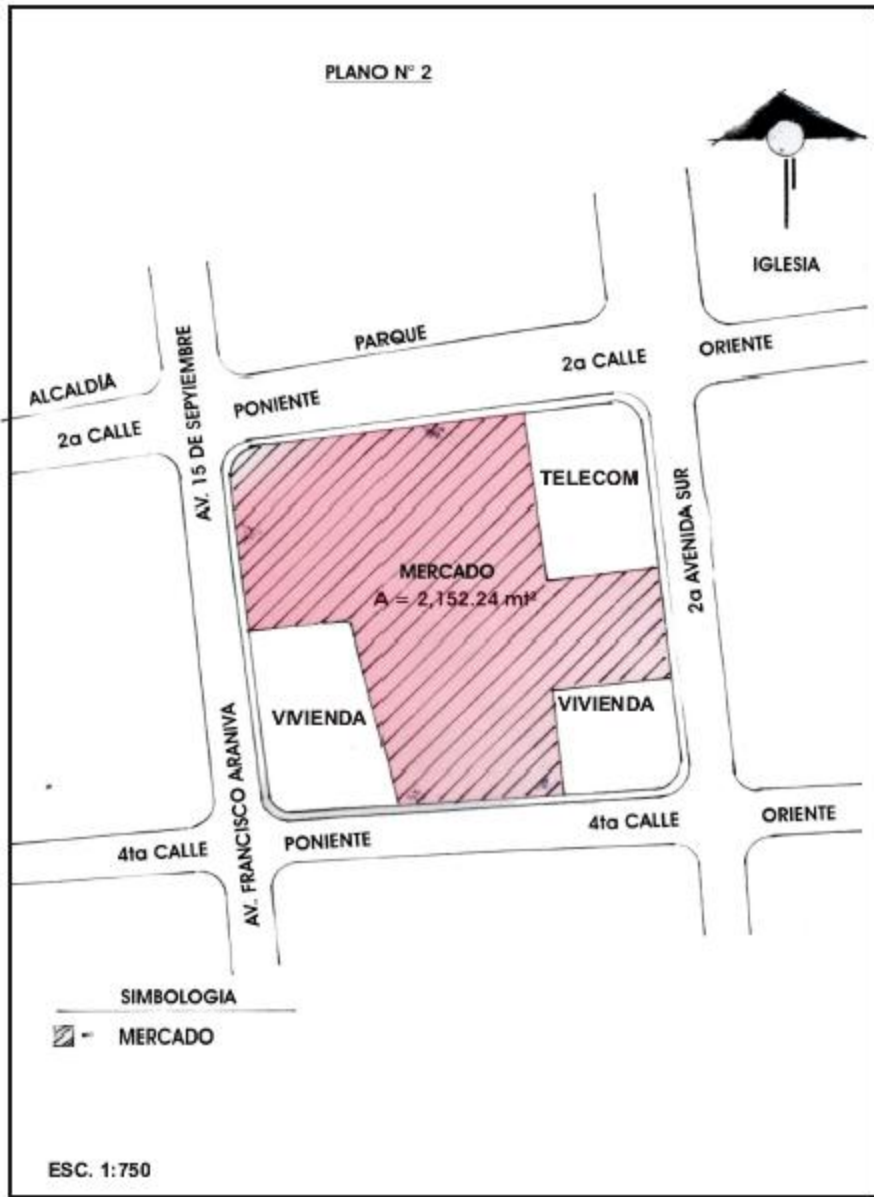 PLANO N° 2
IGLESIA
PARQUE
ORIENTE
2a CALLE
ALCALDÍA
PONIENTE
2a CALLE
AV. 15 DE SEPYIEMBRE
TELECOM
2a AVENIDA SUR
MERCADO
A = 2,152.24 mt²
VIVIENDA
VIVIENDA
AV. FRANCISCO ARANIVA
4ta CALLE
ORIENTE
PONIENTE
4ta CALLE
SIMBOLOGIA
- MERCADO
ESC. 1:750